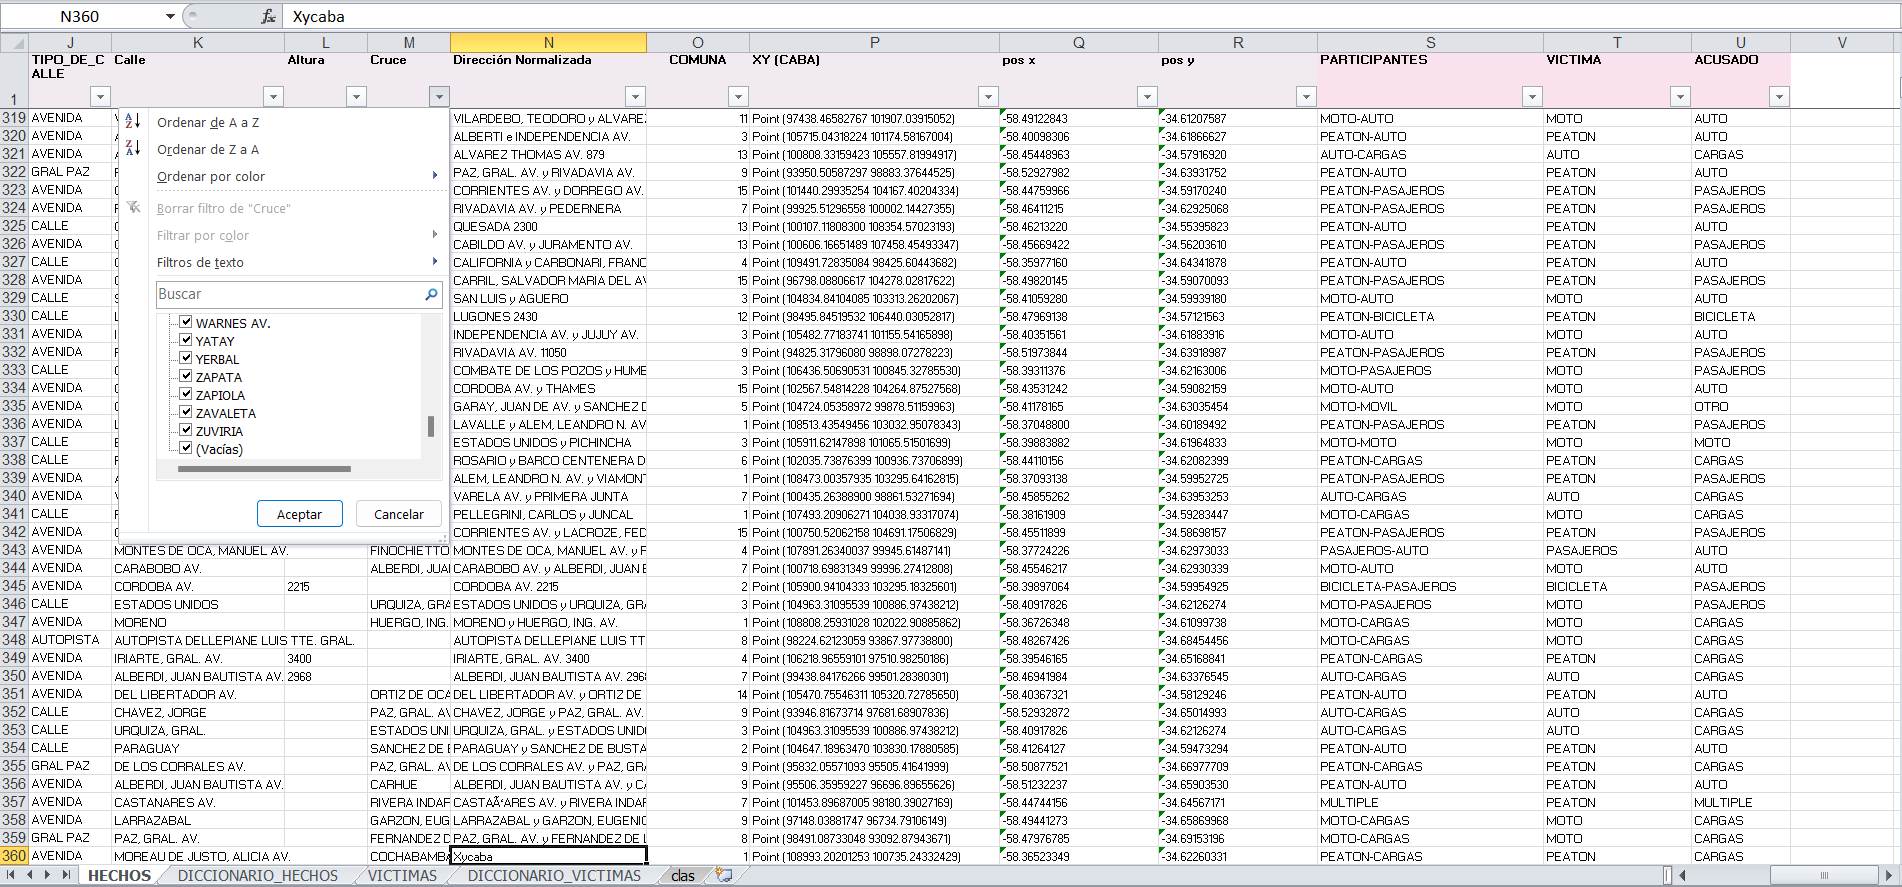 N360 fx Xycaba
J K L M N O P Q R S T U V
1 TIPO_DE_CALLE Calle Altura Cruce Dirección Normalizada COMUNA XY (CABA) pos x pos y PARTICIPANTES VICTIMA ACUSADO
Ordenar de A a Z
Ordenar de Z a A
Ordenar por color
Borrar filtro de "Cruce"
Filtrar por color
Filtros de texto
Buscar
WARNES AV.
YATAY
YERBAL
ZAPATA
ZAPIOLA
ZAVALETA
ZUVIRIA
(Vacías)
Aceptar Cancelar
319 AVENIDA VILARDEBO, TEODORO y ALVAREZ 11 Point (97438.46582767 101907.03915052) -58.49122843 -34.61207587 MOTO-AUTO MOTO AUTO
320 AVENIDA ALBERTI e INDEPENDENCIA AV. 3 Point (105715.04318224 101174.58167004) -58.40098306 -34.61866627 PEATON-AUTO PEATON AUTO
321 AVENIDA ALVAREZ THOMAS AV. 879 13 Point (100808.33159423 105557.81994917) -58.45448963 -34.57916920 AUTO-CARGAS AUTO CARGAS
322 GRAL PAZ PAZ, GRAL. AV. y RIVADAVIA AV. 9 Point (93950.50587297 98883.37644525) -58.52927982 -34.63931752 PEATON-AUTO PEATON AUTO
323 AVENIDA CORRIENTES AV. y DORREGO AV. 15 Point (101440.29935254 104167.40204334) -58.44759966 -34.59170240 PEATON-PASAJEROS PEATON PASAJEROS
324 AVENIDA RIVADAVIA AV. y PEDERNERA 7 Point (99925.51296558 100002.14427355) -58.46411215 -34.62925068 PEATON-PASAJEROS PEATON PASAJEROS
325 CALLE QUESADA 2300 13 Point (100107.11808300 108354.57023193) -58.46213220 -34.55395823 PEATON-AUTO PEATON AUTO
326 AVENIDA CABILDO AV. y JURAMENTO AV. 13 Point (100606.16651489 107458.45493347) -58.45669422 -34.56203610 PEATON-PASAJEROS PEATON PASAJEROS
327 CALLE CALIFORNIA y CARBONARI, FRANC 4 Point (109491.72835084 98425.60443682) -58.35977160 -34.64341878 PEATON-AUTO PEATON AUTO
328 AVENIDA CARRIL, SALVADOR MARIA DEL AV 15 Point (96798.08806617 104278.02817622) -58.49820145 -34.59070093 PEATON-PASAJEROS PEATON PASAJEROS
329 CALLE SAN LUIS y AGUERO 3 Point (104834.84104085 103313.26202067) -58.41059280 -34.59939180 MOTO-AUTO MOTO AUTO
330 CALLE LUGONES 2430 12 Point (98495.84519532 106440.03052817) -58.47969138 -34.57121563 PEATON-BICICLETA PEATON BICICLETA
331 AVENIDA INDEPENDENCIA AV. y JUJUY AV. 3 Point (105482.77183741 101155.54165898) -58.40351561 -34.61883916 MOTO-AUTO MOTO AUTO
332 AVENIDA RIVADAVIA AV. 11050 9 Point (94825.31796080 98898.07278223) -58.51973844 -34.63918987 PEATON-PASAJEROS PEATON PASAJEROS
333 CALLE COMBATE DE LOS POZOS y HUME 3 Point (106436.50690531 100845.32785530) -58.39311376 -34.62163006 MOTO-PASAJEROS MOTO PASAJEROS
334 AVENIDA CORDOBA AV. y THAMES 15 Point (102567.54814228 104264.87527568) -58.43531242 -34.59082159 MOTO-AUTO MOTO AUTO
335 AVENIDA GARAY, JUAN DE AV. y SANCHEZ D 5 Point (104724.05358972 99878.51159963) -58.41178165 -34.63035454 MOTO-MOVIL MOTO OTRO
336 AVENIDA LAVALLE y ALEM, LEANDRO N. AV 1 Point (108513.43549456 103032.95078343) -58.37048800 -34.60189492 PEATON-PASAJEROS PEATON PASAJEROS
337 CALLE ESTADOS UNIDOS y PICHINCHA 3 Point (105911.62147898 101065.51501699) -58.39883882 -34.61964833 MOTO-MOTO MOTO MOTO
338 CALLE ROSARIO y BARCO CENTENERA D 6 Point (102035.73876399 100936.73706899) -58.44110156 -34.62082399 PEATON-CARGAS PEATON CARGAS
339 AVENIDA ALEM, LEANDRO N. AV. y VIAMONT 1 Point (108473.00357935 103295.64162815) -58.37093138 -34.59952725 PEATON-PASAJEROS PEATON PASAJEROS
340 AVENIDA VARELA AV. y PRIMERA JUNTA 7 Point (100435.26388900 98861.53271694) -58.45855262 -34.63953253 AUTO-CARGAS AUTO CARGAS
341 CALLE PELLEGRINI, CARLOS y JUNCAL 1 Point (107493.20906271 104038.93317074) -58.38161909 -34.59283447 MOTO-CARGAS MOTO CARGAS
342 AVENIDA CORRIENTES AV. y LACROZE, FED 15 Point (100750.52062158 104691.17506829) -58.45511899 -34.58698157 PEATON-PASAJEROS PEATON PASAJEROS
343 AVENIDA MONTES DE OCA, MANUEL AV. FINOCHIETTO MONTES DE OCA, MANUEL AV. y F 4 Point (107891.26340037 99945.61487141) -58.37724226 -34.62973033 PASAJEROS-AUTO PASAJEROS AUTO
344 AVENIDA CARABOBO AV. ALBERDI, JUAN CARABOBO AV. y ALBERDI, JUAN B 7 Point (100718.69831349 99996.27412808) -58.45546217 -34.62930339 MOTO-AUTO MOTO AUTO
345 AVENIDA CORDOBA AV. 2215 CORDOBA AV. 2215 2 Point (105900.94104333 103295.18325601) -58.39897064 -34.59954925 BICICLETA-PASAJEROS BICICLETA PASAJEROS
346 CALLE ESTADOS UNIDOS URQUIZA, GRA ESTADOS UNIDOS y URQUIZA, GRA 3 Point (104963.31095539 100886.97438212) -58.40917826 -34.62126274 MOTO-PASAJEROS MOTO PASAJEROS
347 AVENIDA MORENO HUERGO, ING. MORENO y HUERGO, ING. AV. 1 Point (108808.25931028 102022.90885862) -58.36726348 -34.61099738 MOTO-CARGAS MOTO CARGAS
348 AUTOPISTA AUTOPISTA DELLEPIANE LUIS TTE. GRAL. AUTOPISTA DELLEPIANE LUIS TT 8 Point (98224.62123059 93867.97738800) -58.48267426 -34.68454456 MOTO-CARGAS MOTO CARGAS
349 AVENIDA IRIARTE, GRAL. AV. 3400 IRIARTE, GRAL. AV. 3400 4 Point (106218.96559101 97510.98250186) -58.39546165 -34.65168841 PEATON-CARGAS PEATON CARGAS
350 AVENIDA ALBERDI, JUAN BAUTISTA AV. 2968 ALBERDI, JUAN BAUTISTA AV. 296 7 Point (99438.84176266 99501.28380301) -58.46941984 -34.63376545 AUTO-CARGAS AUTO CARGAS
351 AVENIDA DEL LIBERTADOR AV. ORTIZ DE OCA DEL LIBERTADOR AV. y ORTIZ DE 14 Point (105470.75546311 105320.72785650) -58.40367321 -34.58129246 PEATON-AUTO PEATON AUTO
352 CALLE CHAVEZ, JORGE PAZ, GRAL. AV CHAVEZ, JORGE y PAZ, GRAL. AV. 9 Point (93946.81673714 97681.68907836) -58.52932872 -34.65014993 AUTO-CARGAS AUTO CARGAS
353 CALLE URQUIZA, GRAL. ESTADOS UNI URQUIZA, GRAL. y ESTADOS UNID 3 Point (104963.31095539 100886.97438212) -58.40917826 -34.62126274 AUTO-CARGAS AUTO CARGAS
354 CALLE PARAGUAY SANCHEZ DE B PARAGUAY y SANCHEZ DE BUSTA 2 Point (104647.18963470 103830.17880585) -58.41264127 -34.59473294 PEATON-AUTO PEATON AUTO
355 GRAL PAZ DE LOS CORRALES AV. PAZ, GRAL. AV DE LOS CORRALES AV. y PAZ, GR 9 Point (95832.05571093 95505.41641699) -58.50877521 -34.66977709 PEATON-CARGAS PEATON CARGAS
356 AVENIDA ALBERDI, JUAN BAUTISTA AV. CARHUE ALBERDI, JUAN BAUTISTA AV. y CA 9 Point (95506.35959227 96696.89655626) -58.51232237 -34.65903530 PEATON-AUTO PEATON AUTO
357 AVENIDA CASTANARES AV. RIVERA INDAR CASTAÃ'ARES AV. y RIVERA INDAR 7 Point (101453.89687005 98180.39027169) -58.44744156 -34.64567171 MULTIPLE PEATON MULTIPLE
358 AVENIDA LARRAZABAL GARZON, EUG LARRAZABAL y GARZON, EUGENIO 9 Point (97148.03881747 96734.79106149) -58.49441273 -34.65869968 MOTO-CARGAS MOTO CARGAS
359 GRAL PAZ PAZ, GRAL. AV. FERNANDEZ D PAZ, GRAL. AV. y FERNANDEZ DE L 8 Point (98491.08733048 93092.87943671) -58.47976785 -34.69153196 MOTO-CARGAS MOTO CARGAS
360 AVENIDA MOREAU DE JUSTO, ALICIA AV. COCHABAMBA Xycaba 1 Point (108993.20201253 100735.24332429) -58.36523349 -34.62260331 PEATON-CARGAS PEATON CARGAS
HECHOS DICCIONARIO_HECHOS VICTIMAS DICCIONARIO_VICTIMAS clas